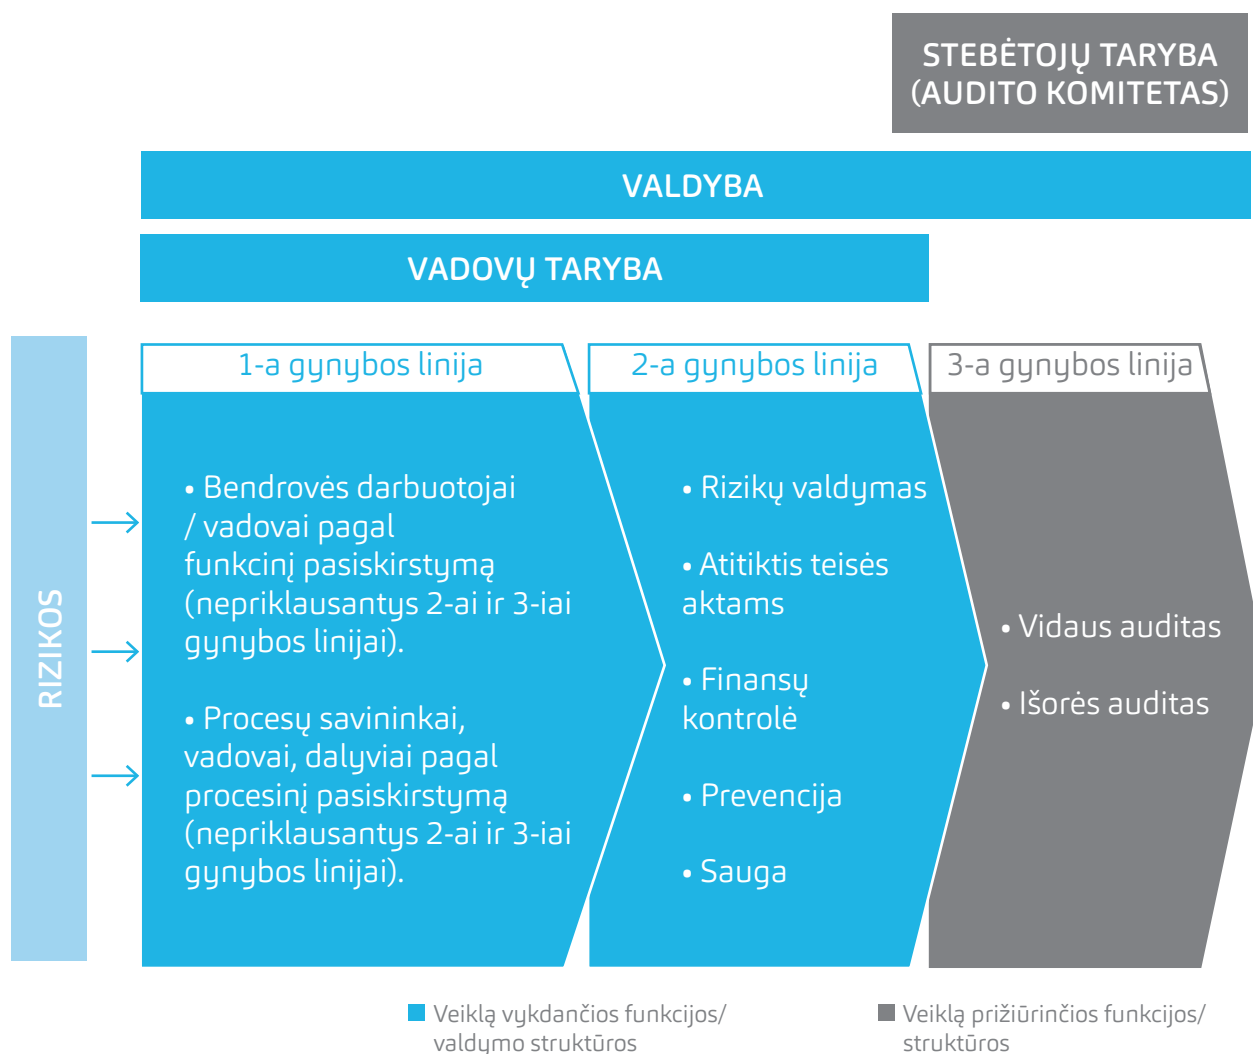 STEBĖTOJŲ TARYBA
(AUDITO KOMITETAS)
VALDYBA
VADOVŲ TARYBA
RIZIKOS
1-a gynybos linija
• Bendrovės darbuotojai
/ vadovai pagal
funkcinį pasiskirstymą
(nepriklausantys 2-ai ir 3-iai
gynybos linijai).
• Procesų savininkai,
vadovai, dalyviai pagal
procesinį pasiskirstymą
(nepriklausantys 2-ai ir 3-iai
gynybos linijai).
2-a gynybos linija
• Rizikų valdymas
• Atitiktis teisės
aktams
• Finansų
kontrolė
• Prevencija
• Sauga
3-a gynybos linija
• Vidaus auditas
• Išorės auditas
Veiklą vykdančios funkcijos/
valdymo struktūros
Veiklą prižiūrinčios funkcijos/
struktūros